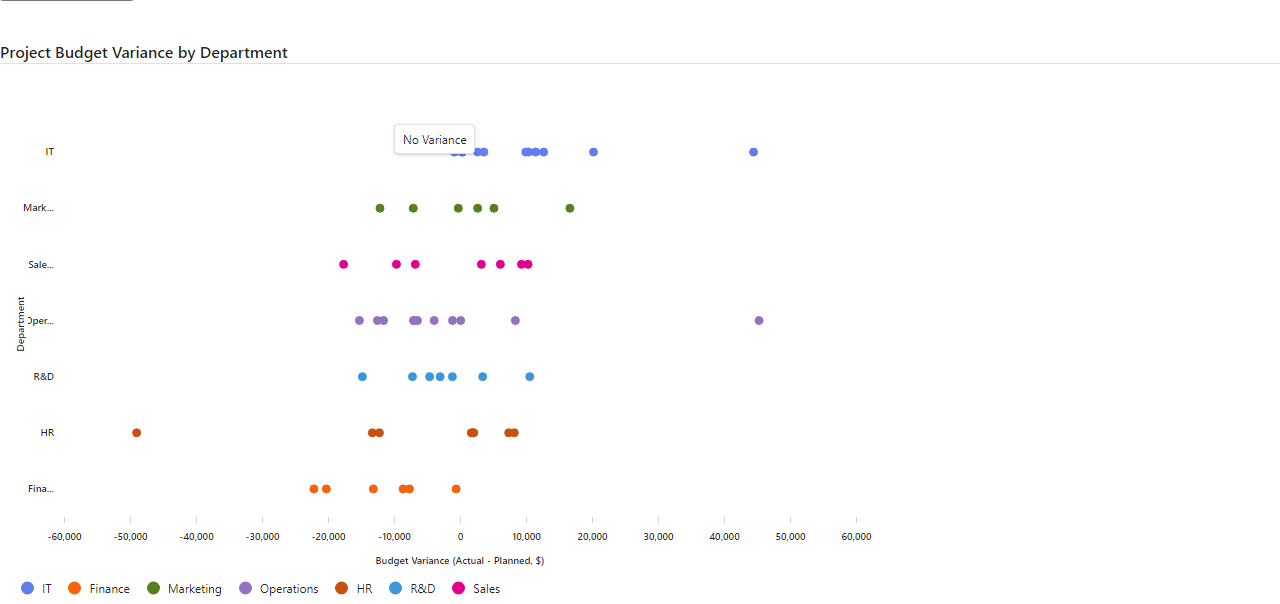 Project Budget Variance by Department
No Variance
IT
Mark...
Sale...
Oper...
R&D
HR
Fina...
Department
-60,000 -50,000 -40,000 -30,000 -20,000 -10,000 0 10,000 20,000 30,000 40,000 50,000 60,000
Budget Variance (Actual - Planned, $)
IT Finance Marketing Operations HR R&D Sales